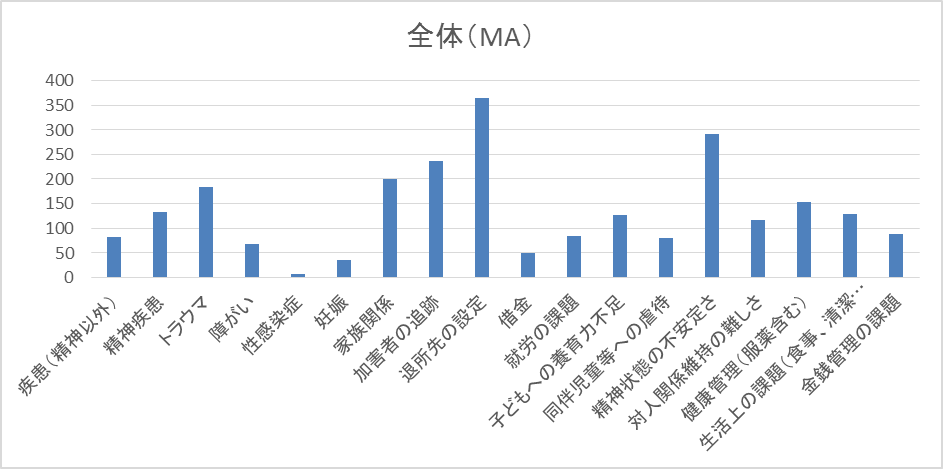 全体（MA）
400
350
300
250
200
150
100
50
0
疾患（精神以外）
精神疾患
トラウマ
障がい
性感染症
妊娠
家族関係
加害者の追跡
退所先の設定
借金
就労の課題
子どもへの養育力不足
同伴児童等への虐待
精神状態の不安定さ
対人関係維持の難しさ
健康管理（服薬含む）
生活上の課題（食事、清潔…
金銭管理の課題